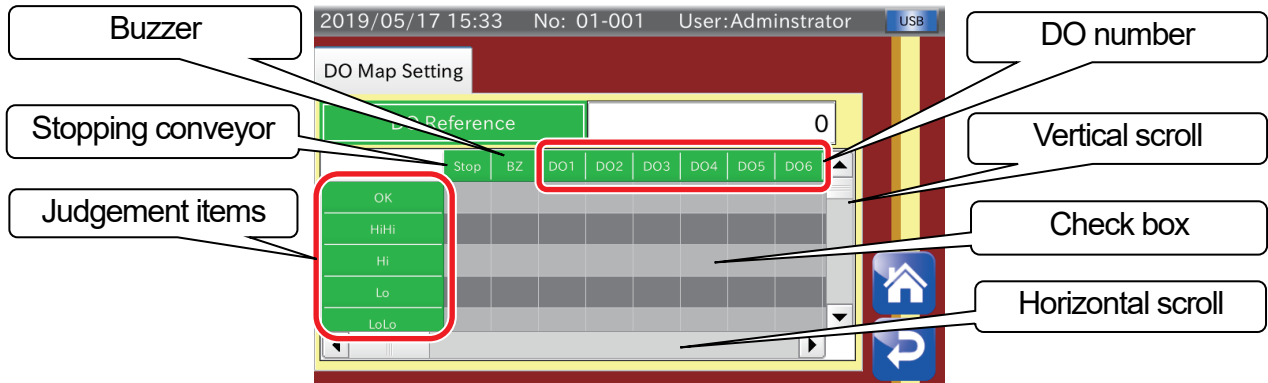 2019/05/17 15:33 No: 01-001 User:Adminstrator USB
Buzzer
DO number
DO Map Setting
DO Reference 0
Stopping conveyor
Vertical scroll
Stop BZ DO1 DO2 DO3 DO4 DO5 DO6
Judgement items
OK
HiHi
Check box
Hi
Lo
Horizontal scroll
LoLo